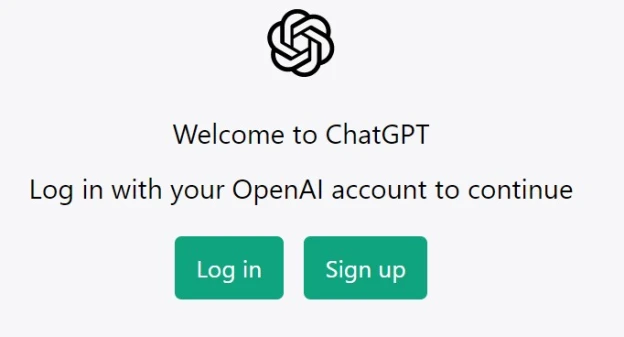 Welcome to ChatGPT
Log in with your OpenAI account to continue
Log in
Sign up